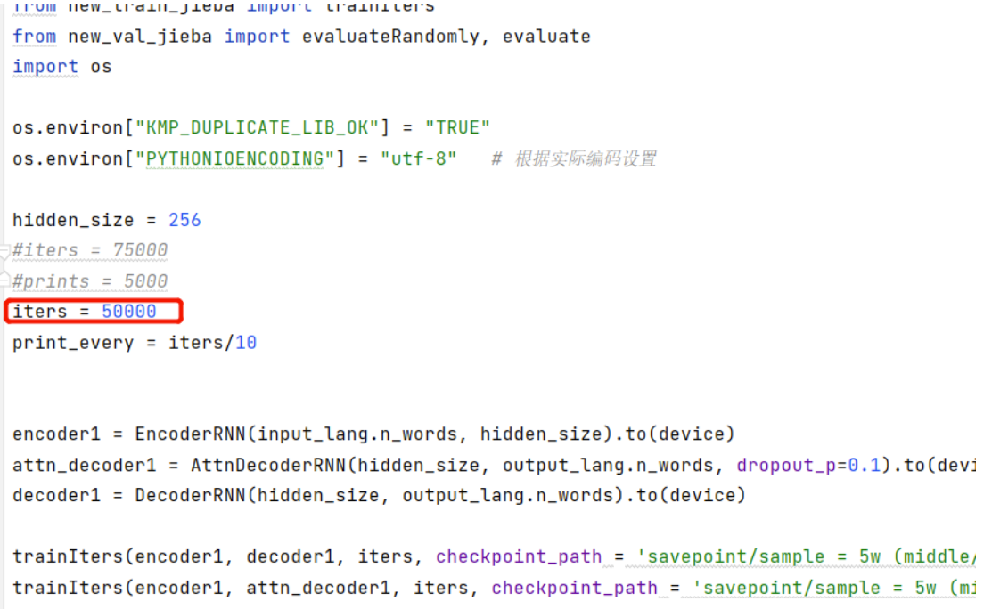 from new_train_jieba import trainIters
from new_val_jieba import evaluateRandomly, evaluate
import os
os.environ["KMP_DUPLICATE_LIB_OK"] = "TRUE"
os.environ["PYTHONIOENCODING"] = "utf-8"   # 根据实际编码设置
hidden_size = 256
#iters = 75000
#prints = 5000
iters = 50000
print_every = iters/10
encoder1 = EncoderRNN(input_lang.n_words, hidden_size).to(device)
attn_decoder1 = AttnDecoderRNN(hidden_size, output_lang.n_words, dropout_p=0.1).to(devi
decoder1 = DecoderRNN(hidden_size, output_lang.n_words).to(device)
trainIters(encoder1, decoder1, iters, checkpoint_path = 'savepoint/sample = 5w (middle/
trainIters(encoder1, attn_decoder1, iters, checkpoint_path = 'savepoint/sample = 5w (mi